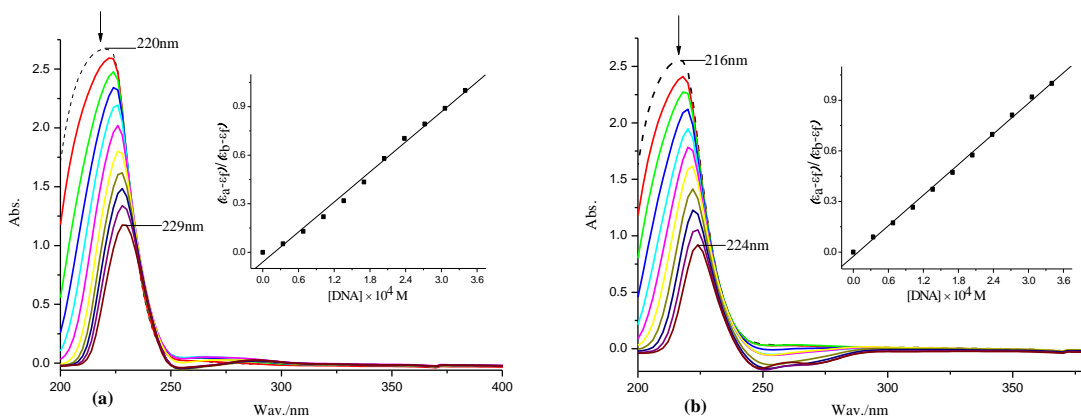 220nm
2.5
2.0
1.5
1.0
0.5
0.0
Abs.
229nm
0.9
0.6
0.3
0.0
(εa-εf)/(εb-εf)
0.0 0.6 1.2 1.8 2.4 3.0 3.6
[DNA] × 10⁴ M
200 250 300 350 400
(a)
Wav./nm
216nm
2.5
2.0
1.5
1.0
0.5
0.0
Abs.
224nm
0.9
0.6
0.3
0.0
(εa-εf)/(εb-εf)
0.0 0.6 1.2 1.8 2.4 3.0 3.6
[DNA] × 10⁴ M
200 250 300 350
(b)
Wav./nm